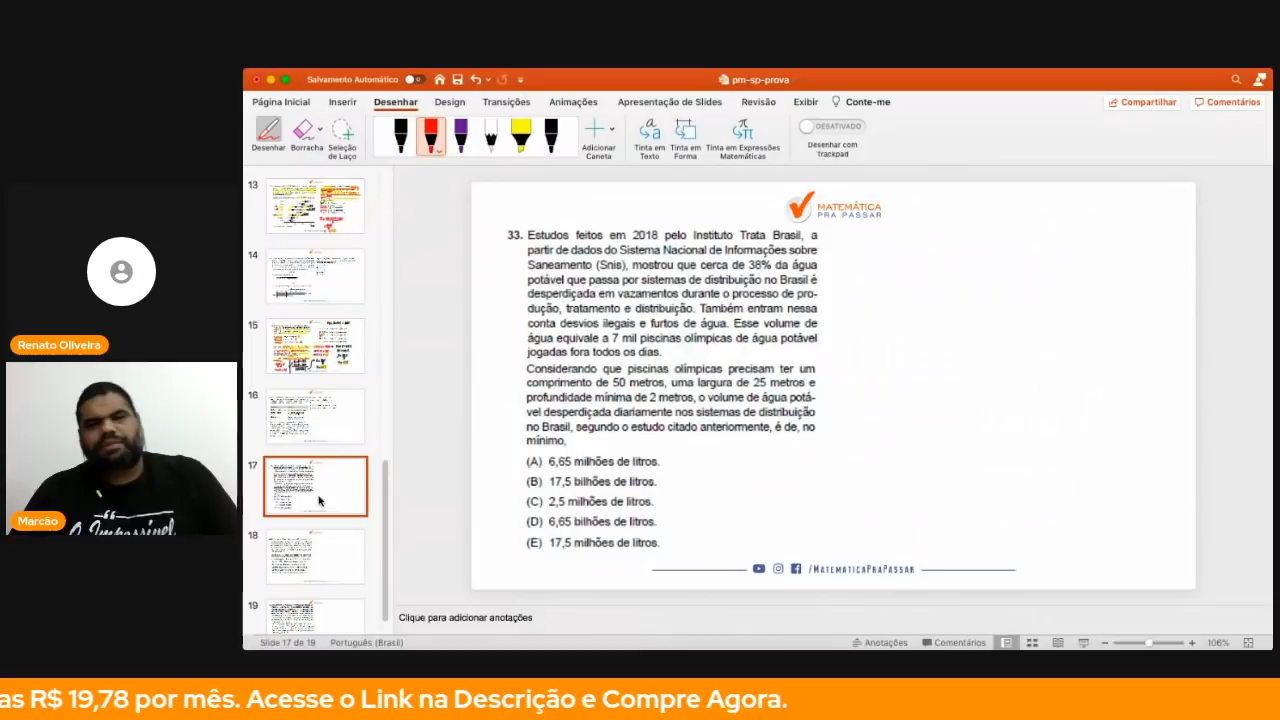 Salvamento Automático
pm-sp-prova
Página Inicial Inserir Desenhar Design Transições Animações Apresentação de Slides Revisão Exibir Conte-me
Compartilhar Comentários
Desenhar
Borracha
Seleção
de Laço
Adicionar
Caneta
Tinta em
Texto
Tinta em
Forma
Tinta em Expressões
Matemáticas
DESATIVADO
Desenhar com
Trackpad
13
14
15
16
17
18
19
MATEMÁTICA
PRA PASSAR
33. Estudos feitos em 2018 pelo Instituto Trata Brasil, a
partir de dados do Sistema Nacional de Informações sobre
Saneamento (Snis), mostrou que cerca de 38% da água
potável que passa por sistemas de distribuição no Brasil é
desperdiçada em vazamentos durante o processo de pro-
dução, tratamento e distribuição. Também entram nessa
conta desvios ilegais e furtos de água. Esse volume de
água equivale a 7 mil piscinas olímpicas de água potável
jogadas fora todos os dias.
Considerando que piscinas olímpicas precisam ter um
comprimento de 50 metros, uma largura de 25 metros e
profundidade mínima de 2 metros, o volume de água potá-
vel desperdiçada diariamente nos sistemas de distribuição
no Brasil, segundo o estudo citado anteriormente, é de, no
mínimo,
(A) 6,65 milhões de litros.
(B) 17,5 bilhões de litros.
(C) 2,5 milhões de litros.
(D) 6,65 bilhões de litros.
(E) 17,5 milhões de litros.
/MATEMATICAPRAPASSAR
Clique para adicionar anotações
Slide 17 de 19 Português (Brasil)
Anotações Comentários 106%
Renato Oliveira
Marcão
O Impossível
as R$ 19,78 por mês. Acesse o Link na Descrição e Compre Agora.